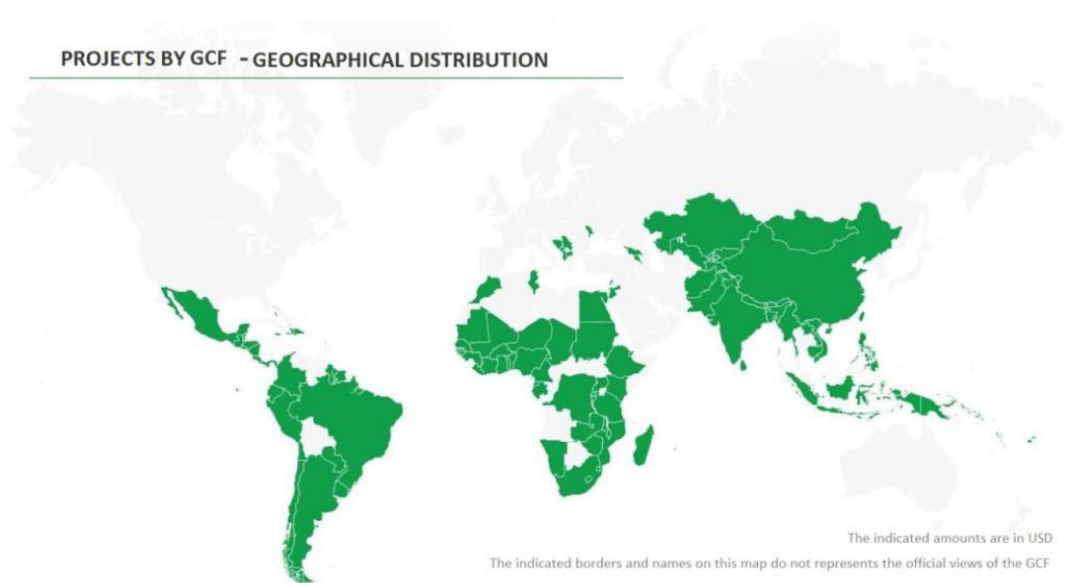 PROJECTS BY GCF - GEOGRAPHICAL DISTRIBUTION
The indicated amounts are in USD
The indicated borders and names on this map do not represents the official views of the GCF